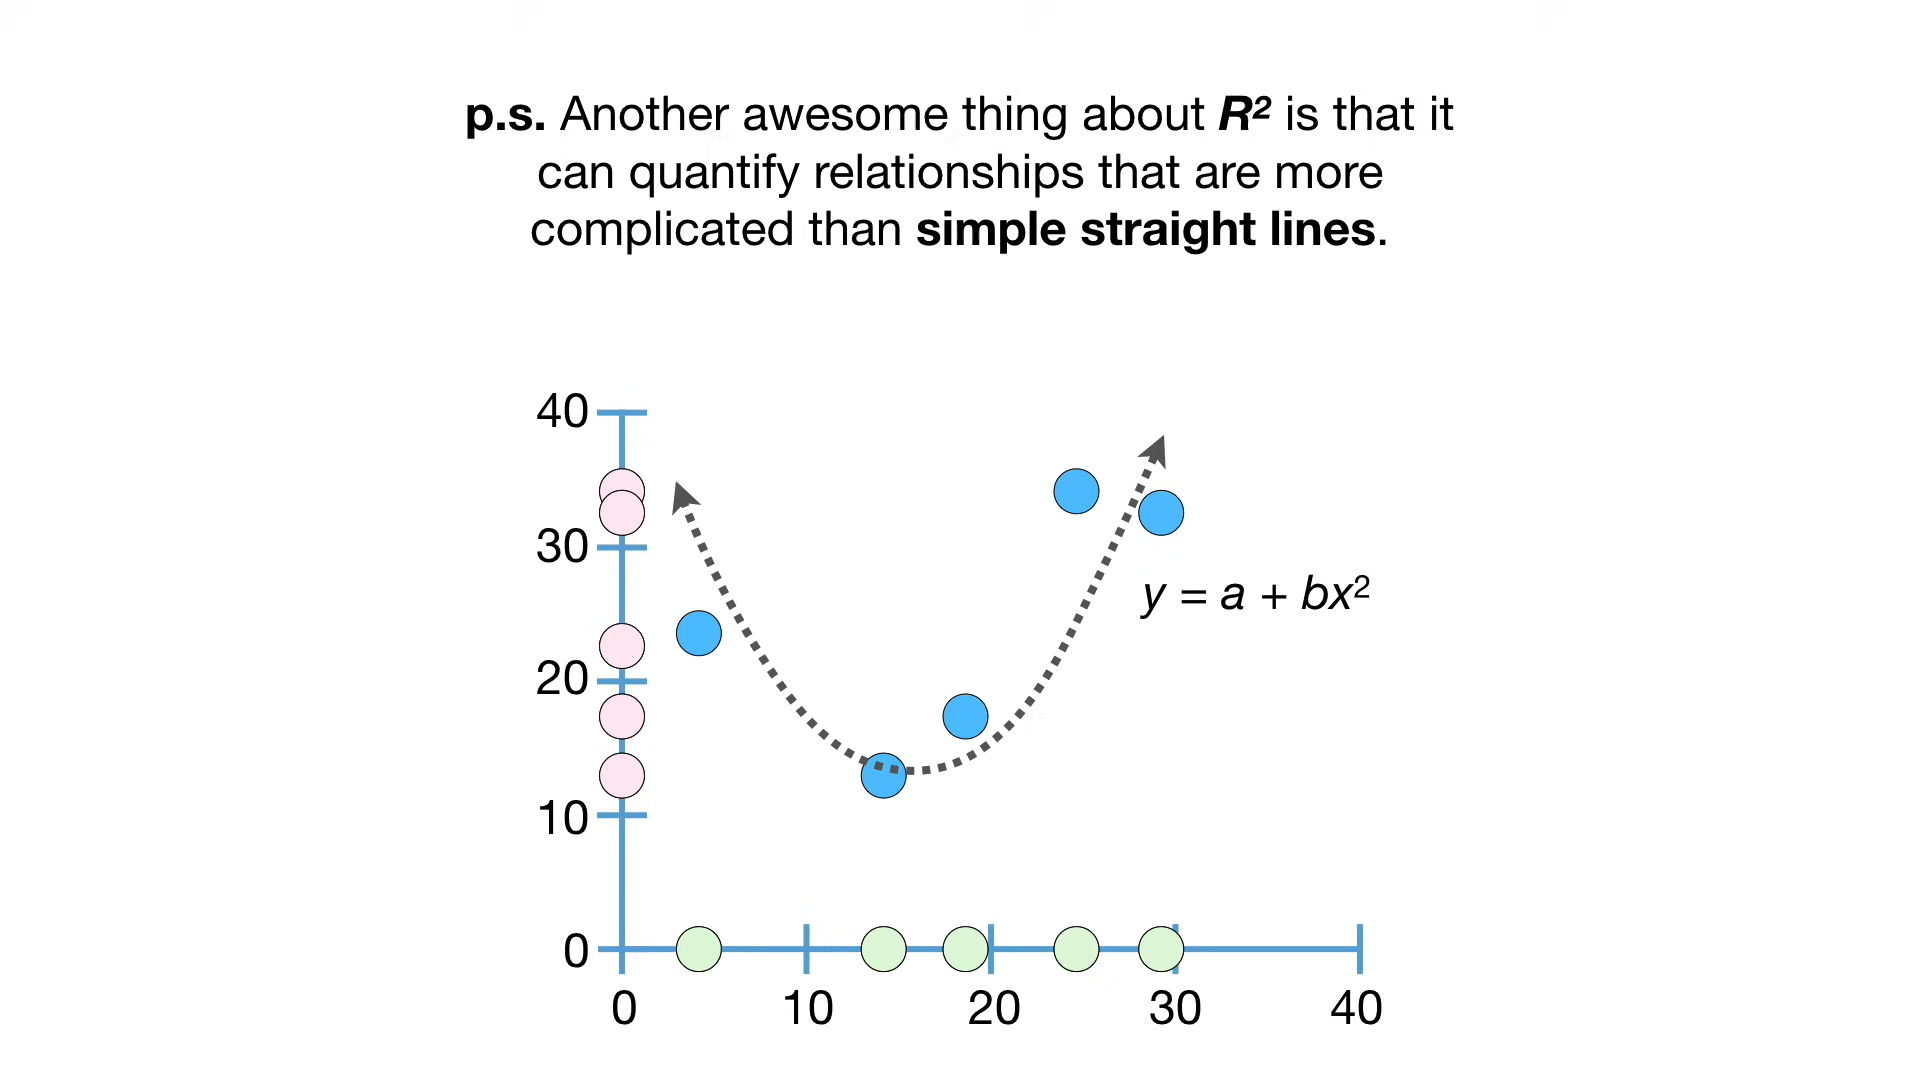 p.s. Another awesome thing about R² is that it
can quantify relationships that are more
complicated than simple straight lines.
40
30
y = a + bx²
20
10
0
0 10 20 30 40